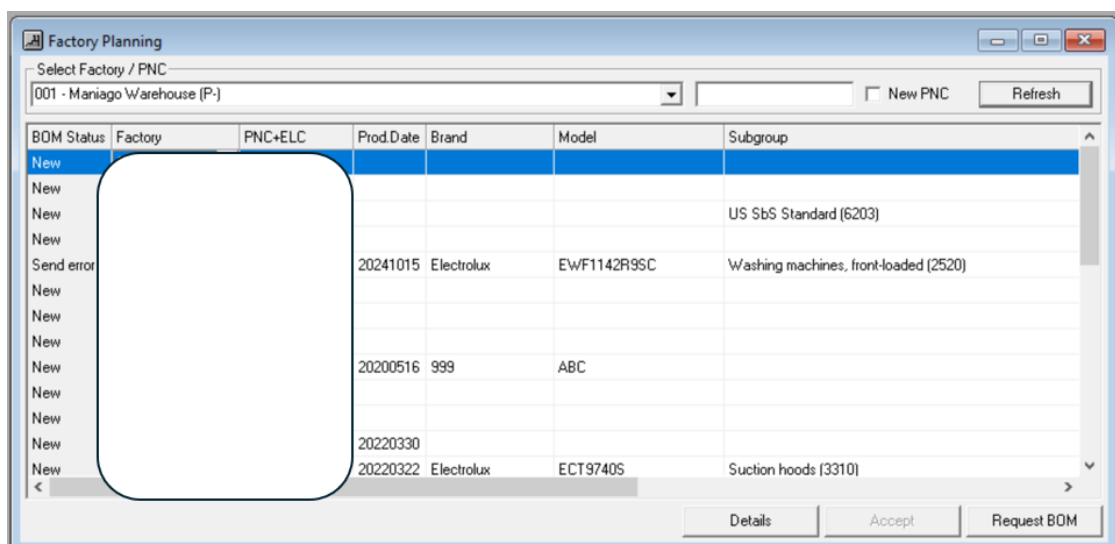 Factory Planning
Select Factory / PNC
001 - Maniago Warehouse (P-) New PNC Refresh
BOM Status Factory PNC+ELC Prod.Date Brand Model Subgroup
New
New
New US SbS Standard (6203)
New
Send error 20241015 Electrolux EWF1142R9SC Washing machines, front-loaded (2520)
New
New
New
New 20200516 999 ABC
New
New
New 20220330
New 20220322 Electrolux ECT9740S Suction hoods (3310)
Details Accept Request BOM